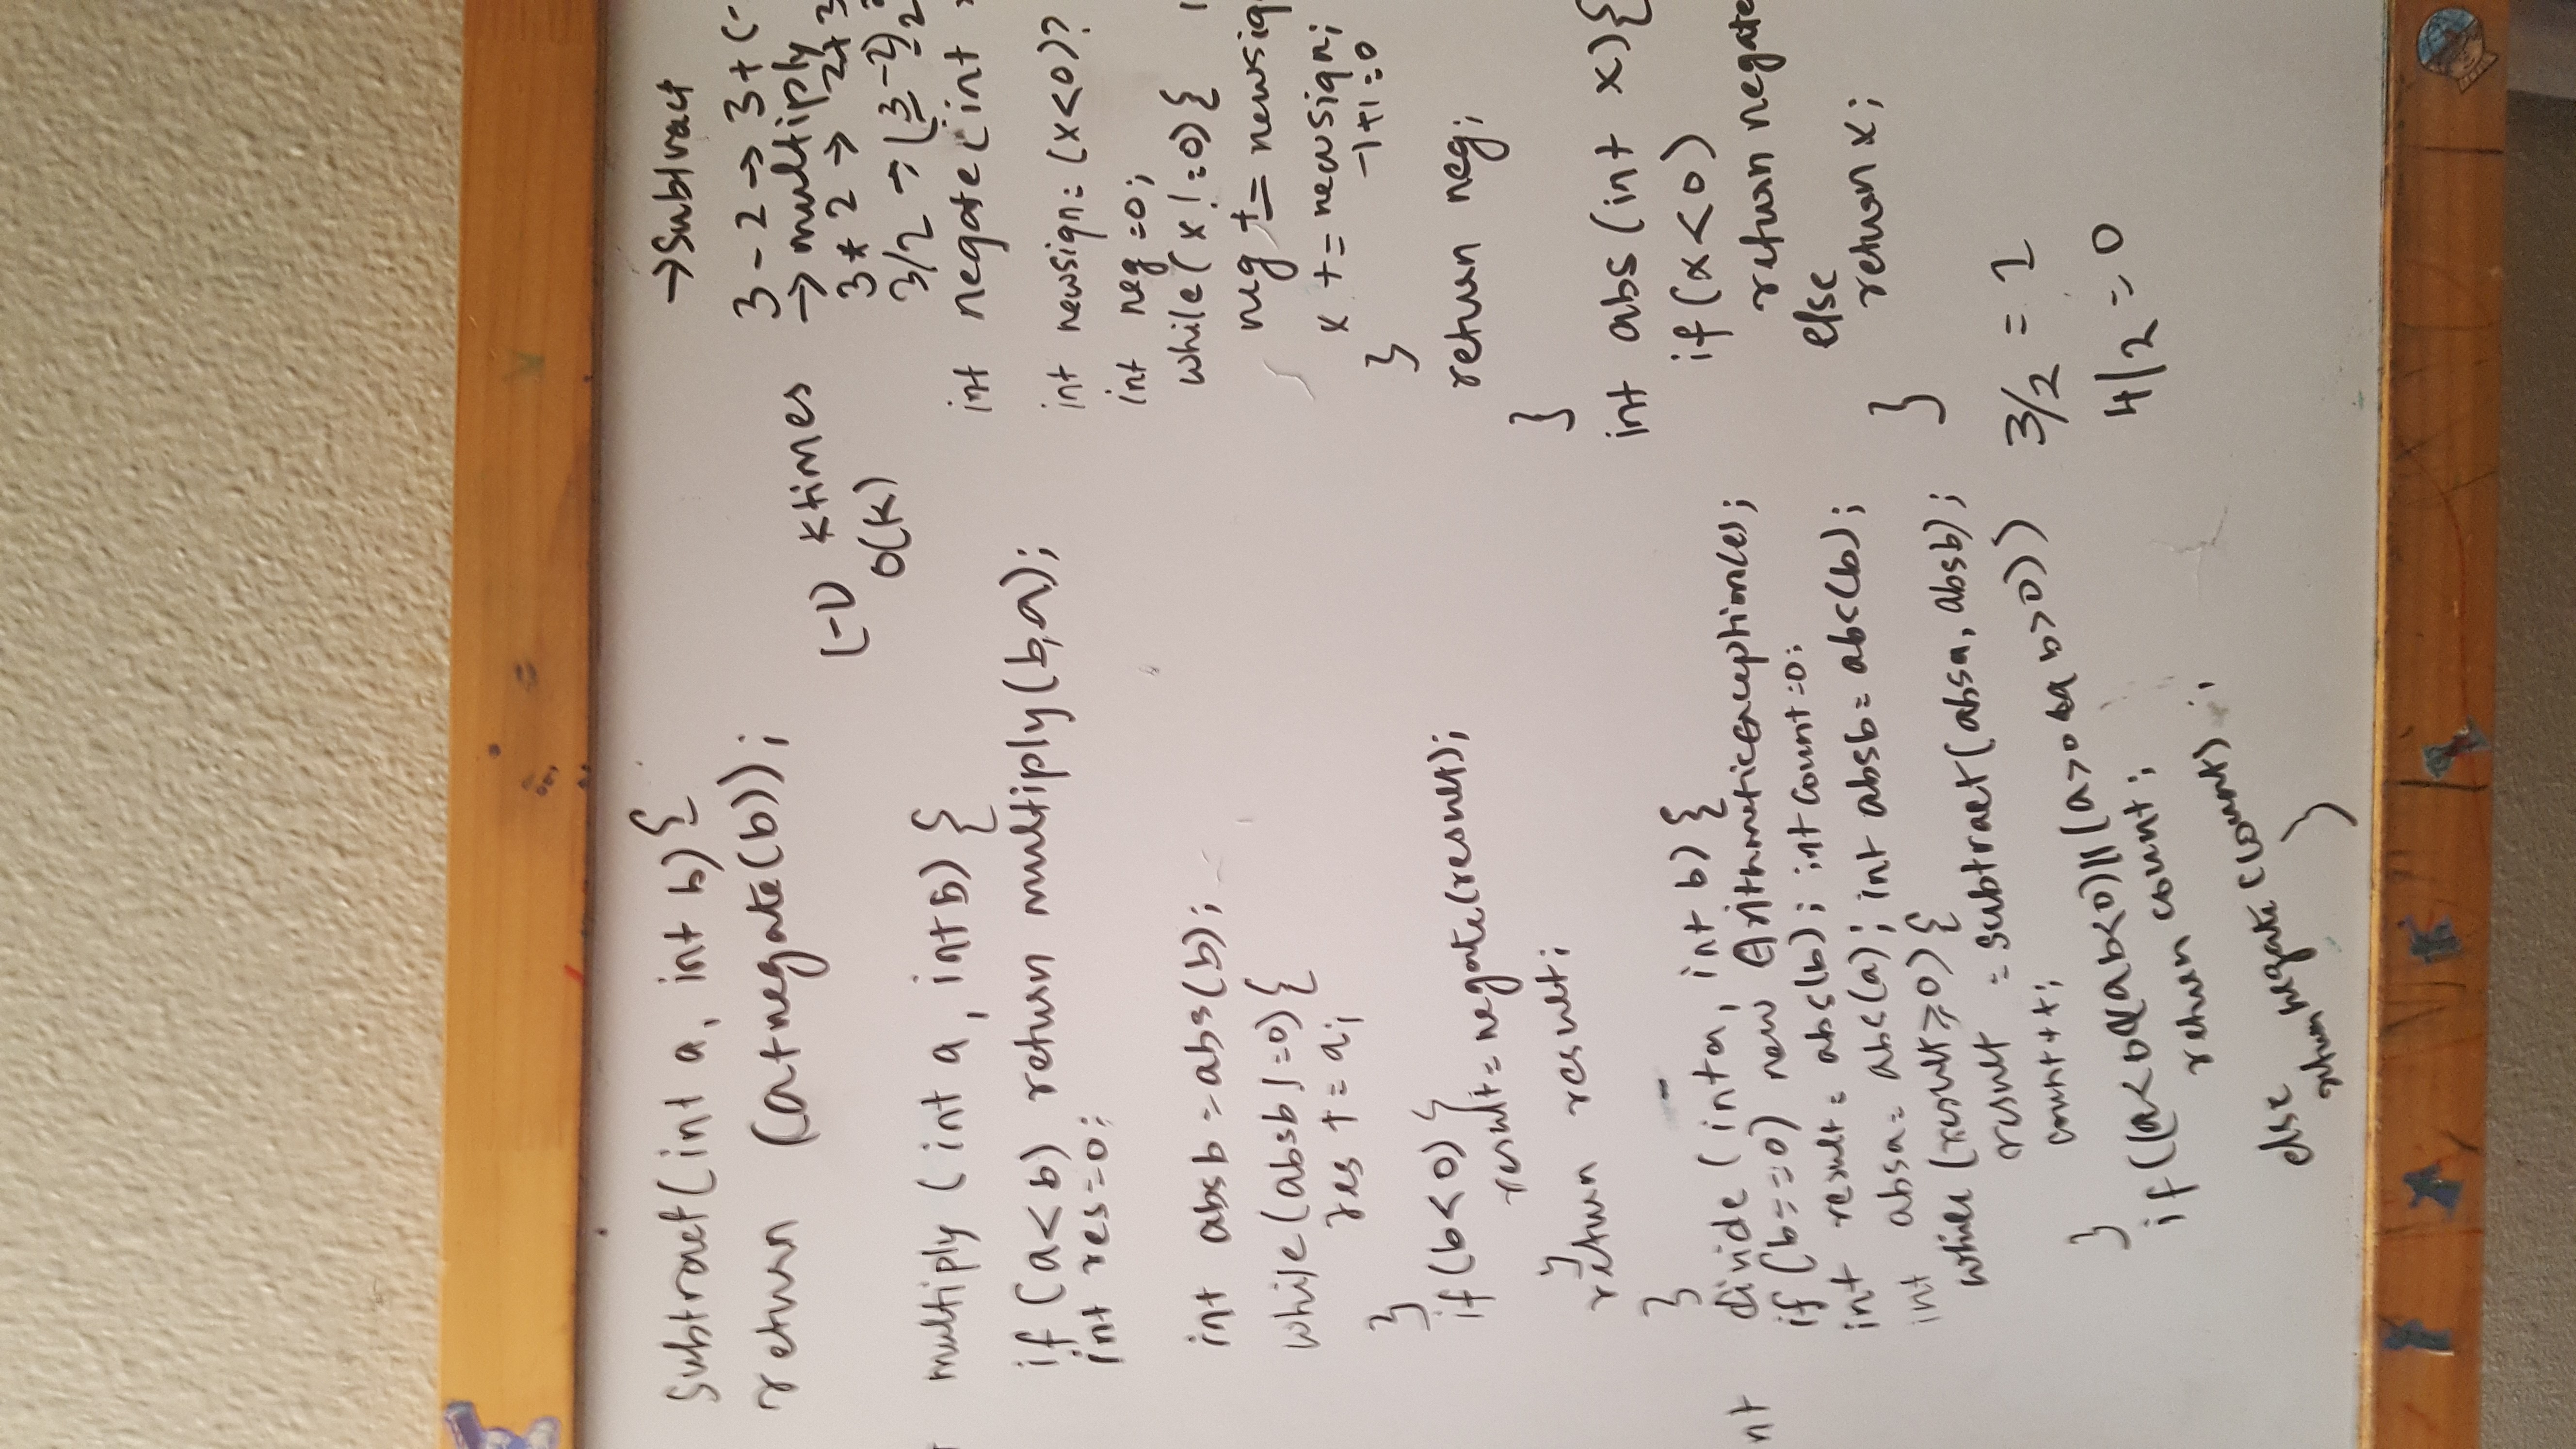 subtract(int a, int b){
return (a+negate(b));
multiply (int a, int b) {
if (a<b) return multiply(b,a);
int res=0;
int absb = abs(b);
while(absb!=0){
res += a;
}
if(b<0){
result = negate(result);
}
return result;
}
nt divide (int a, int b) {
if (b==0) new ArithmeticException(e);
int result = abs(b); int count=0;
int absa = abs(a); int absb = abs(b);
while (result≥0) {
result = subtract(absa, absb);
count++;
}
if((a<0&&b<0)||(a>0&&b>0))
return count;
else
return negate(count);
}
(-1) k times
O(k)
→Subtract
3-2→ 3+(-
→ multiply
3*2→ 2+3
3/2 → (3-2)
int negate(int
int newsign= (x<0)?
int neg=0;
while(x!=0){
neg += newsig
x += newsign;
-1+1=0
}
return neg;
}
int abs(int x){
if(x<0)
return negate
else
return x;
}
3/2 = 1
4/2 = 0